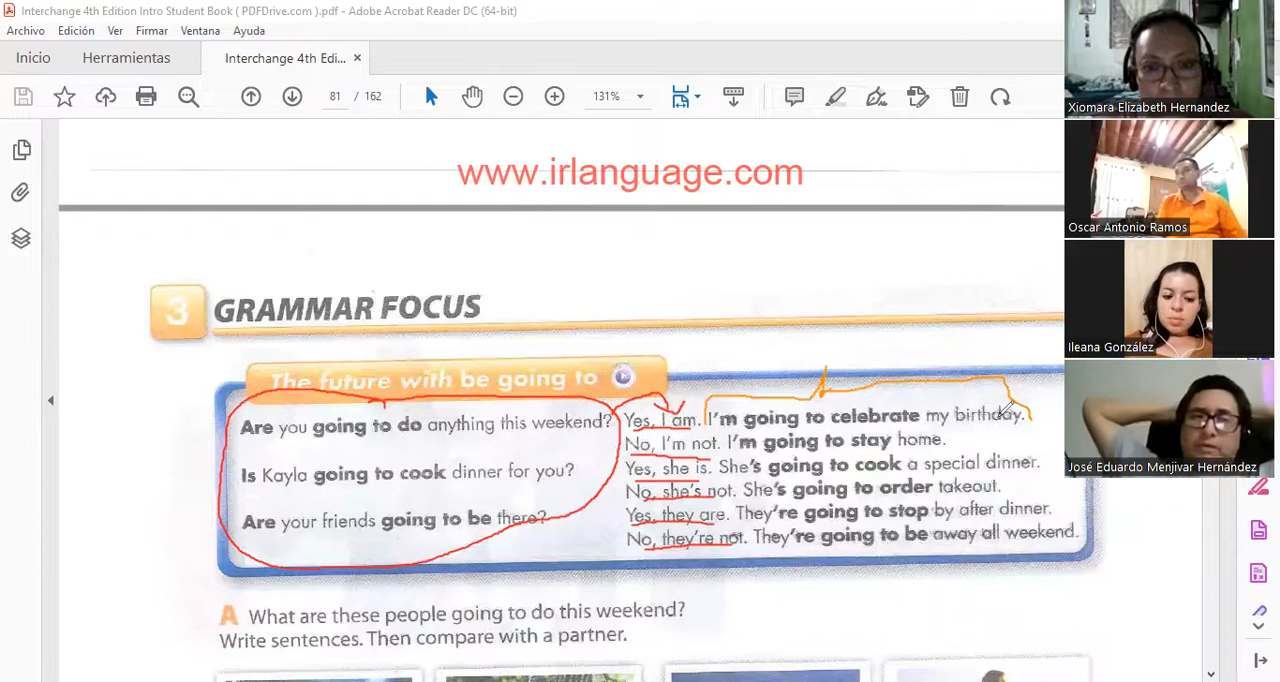 Interchange 4th Edition Intro Student Book ( PDFDrive.com ).pdf - Adobe Acrobat Reader DC (64-bit)
Archivo Edición Ver Firmar Ventana Ayuda
Inicio Herramientas Interchange 4th Edi... ×
81 / 162 131%
www.irlanguage.com
3 GRAMMAR FOCUS
The future with be going to
Are you going to do anything this weekend? Yes, I am. I'm going to celebrate my birthday.
No, I'm not. I'm going to stay home.
Is Kayla going to cook dinner for you? Yes, she is. She's going to cook a special dinner.
No, she's not. She's going to order takeout.
Are your friends going to be there? Yes, they are. They're going to stop by after dinner.
No, they're not. They're going to be away all weekend.
A What are these people going to do this weekend?
Write sentences. Then compare with a partner.
Xiomara Elizabeth Hernandez
Oscar Antonio Ramos
Ileana González
José Eduardo Menjivar Hernández